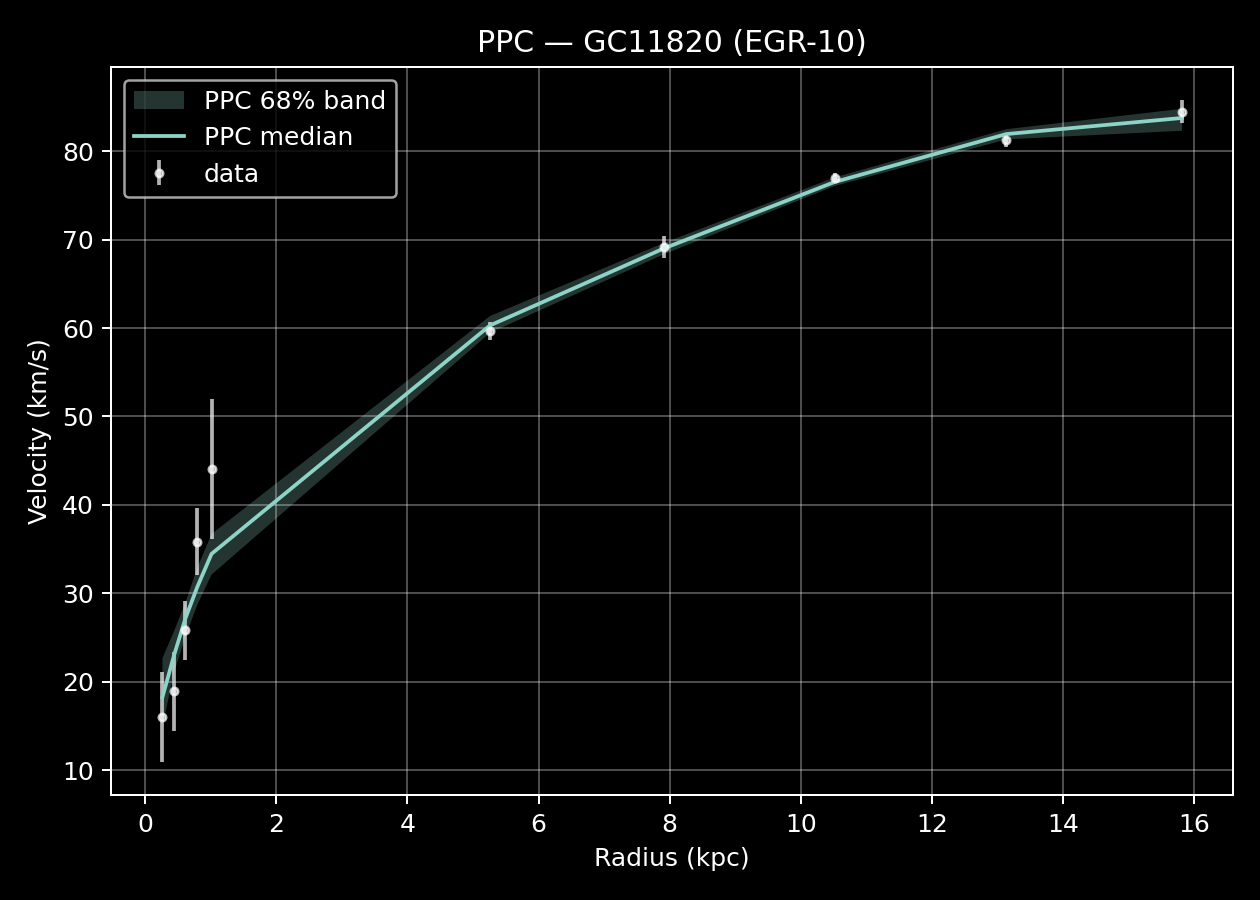 PPC — GC11820 (EGR-10)
PPC 68% band
PPC median
data
Velocity (km/s)
80
70
60
50
40
30
20
10
0 2 4 6 8 10 12 14 16
Radius (kpc)